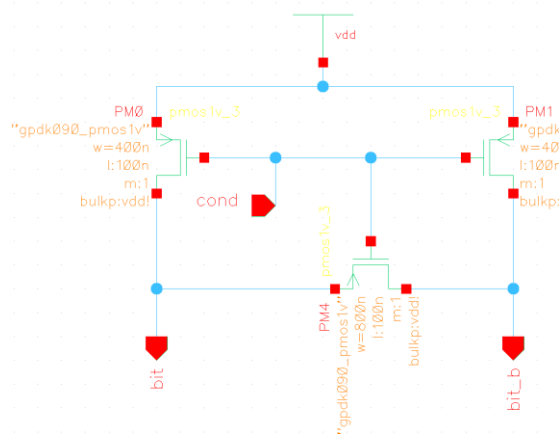 vdd
PM0
pmos1v_3
"gpdk090_pmos1v"
w=400n
l:100n
m:1
bulkp:vdd!
pmos1v_3
PM1
"gpdk
w=40
l:100n
m:1
bulkp:vd
cond
pmos1v_3
PM4
"gpdk090_pmos1v"
w=800n
l:100n
m:1
bulkp:vdd!
bit
bit_b